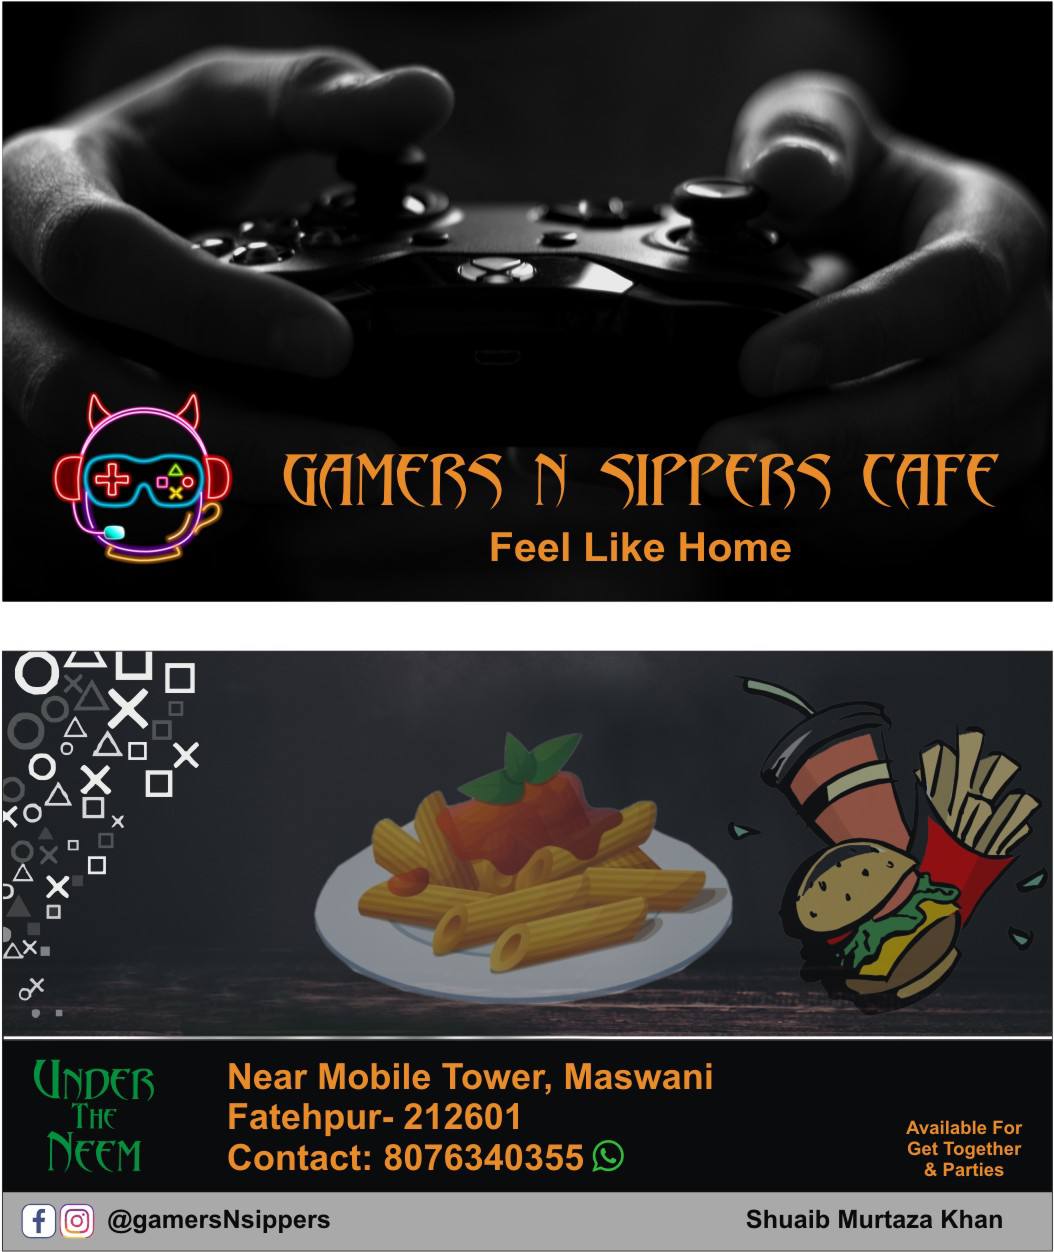 GAMERS N SIPPERS CAFE
Feel Like Home
UNDER
THE
NEEM
Near Mobile Tower, Maswani
Fatehpur- 212601
Contact: 8076340355
Available For
Get Together
& Parties
@gamersNsippers
Shuaib Murtaza Khan